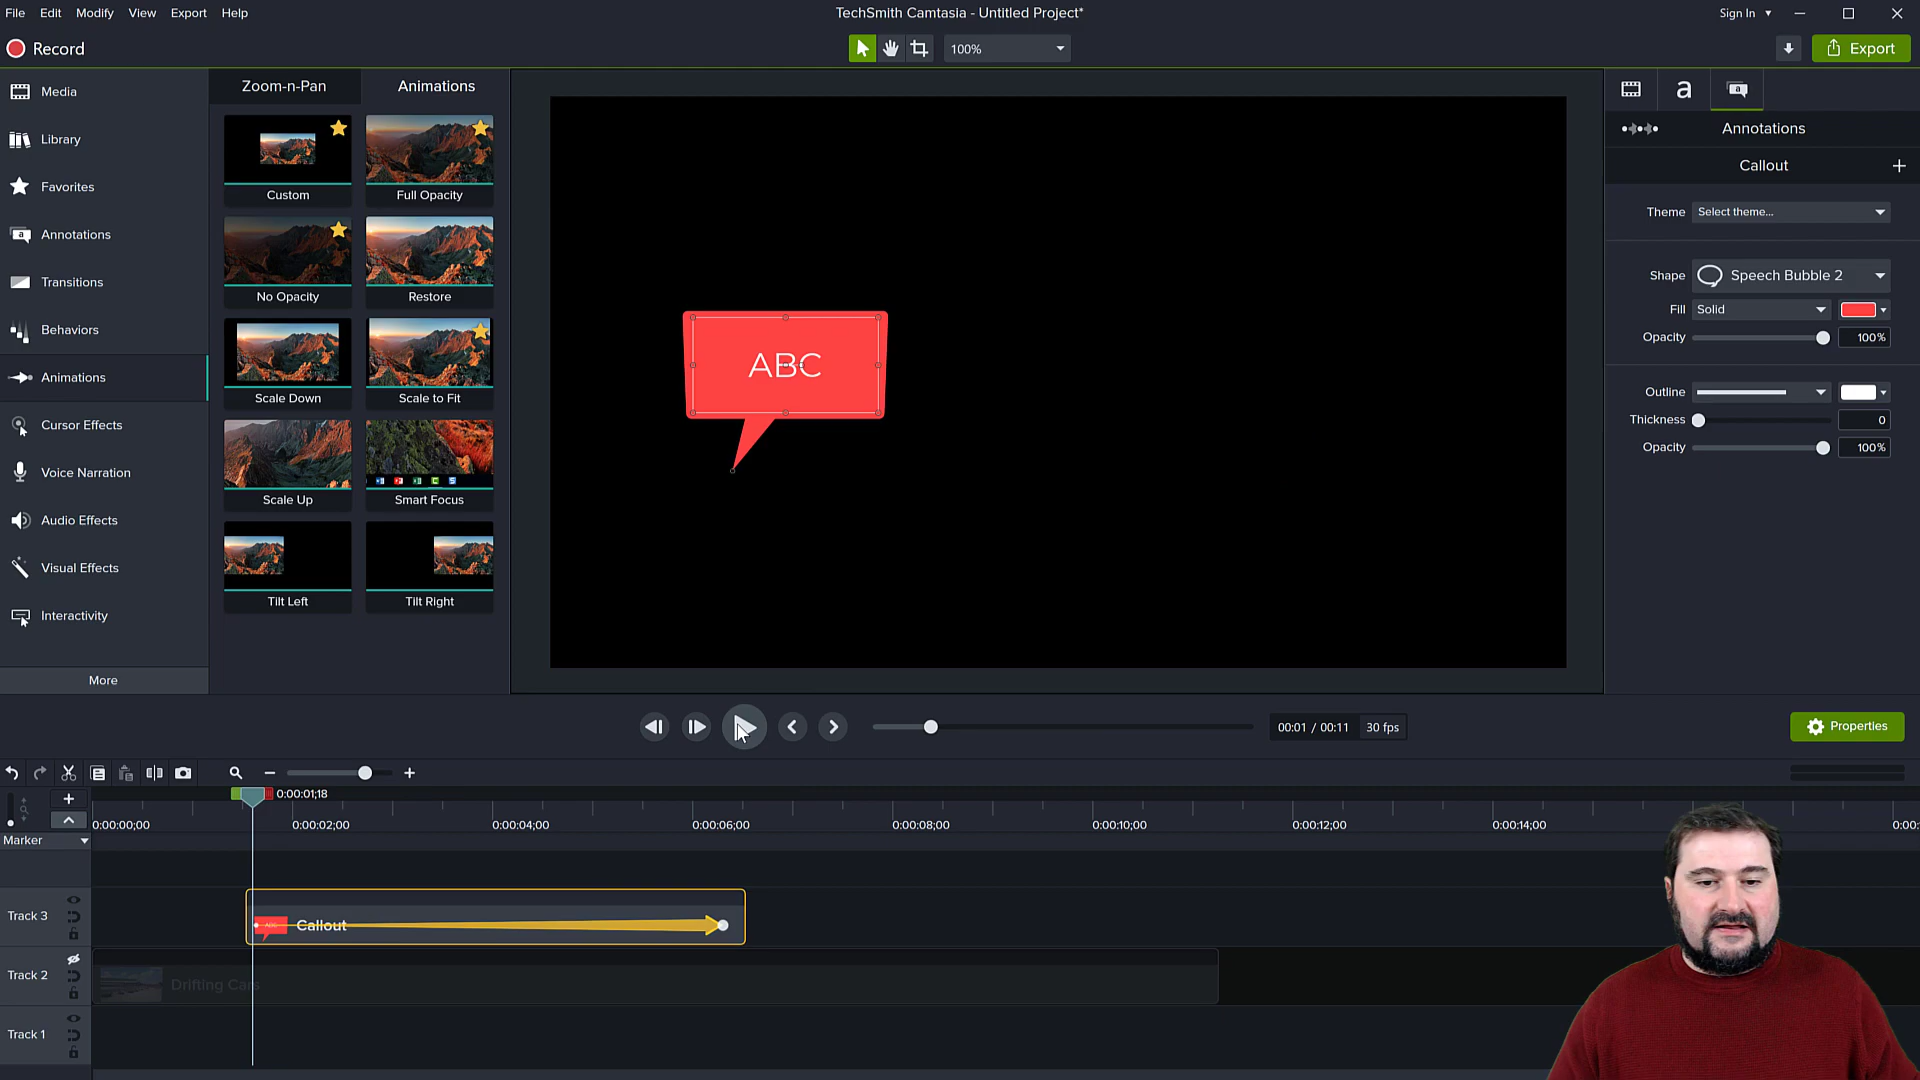 File Edit Modify View Export Help
TechSmith Camtasia - Untitled Project*
Sign In
Record
100%
Export
Media
Library
Favorites
Annotations
Transitions
Behaviors
Animations
Cursor Effects
Voice Narration
Audio Effects
Visual Effects
Interactivity
More
Zoom-n-Pan Animations
Custom Full Opacity
No Opacity Restore
Scale Down Scale to Fit
Scale Up Smart Focus
Tilt Left Tilt Right
ABC
a
a
Annotations
Callout
Theme Select theme...
Shape Speech Bubble 2
Fill Solid
Opacity 100%
Outline
Thickness 0
Opacity 100%
00:01 / 00:11 30 fps
Properties
0:00:01;18
0:00:00;00 0:00:02;00 0:00:04;00 0:00:06;00 0:00:08;00 0:00:10;00 0:00:12;00 0:00:14;00 0:00:
Marker
Track 3
ABC Callout
Track 2
Drifting Cars
Track 1